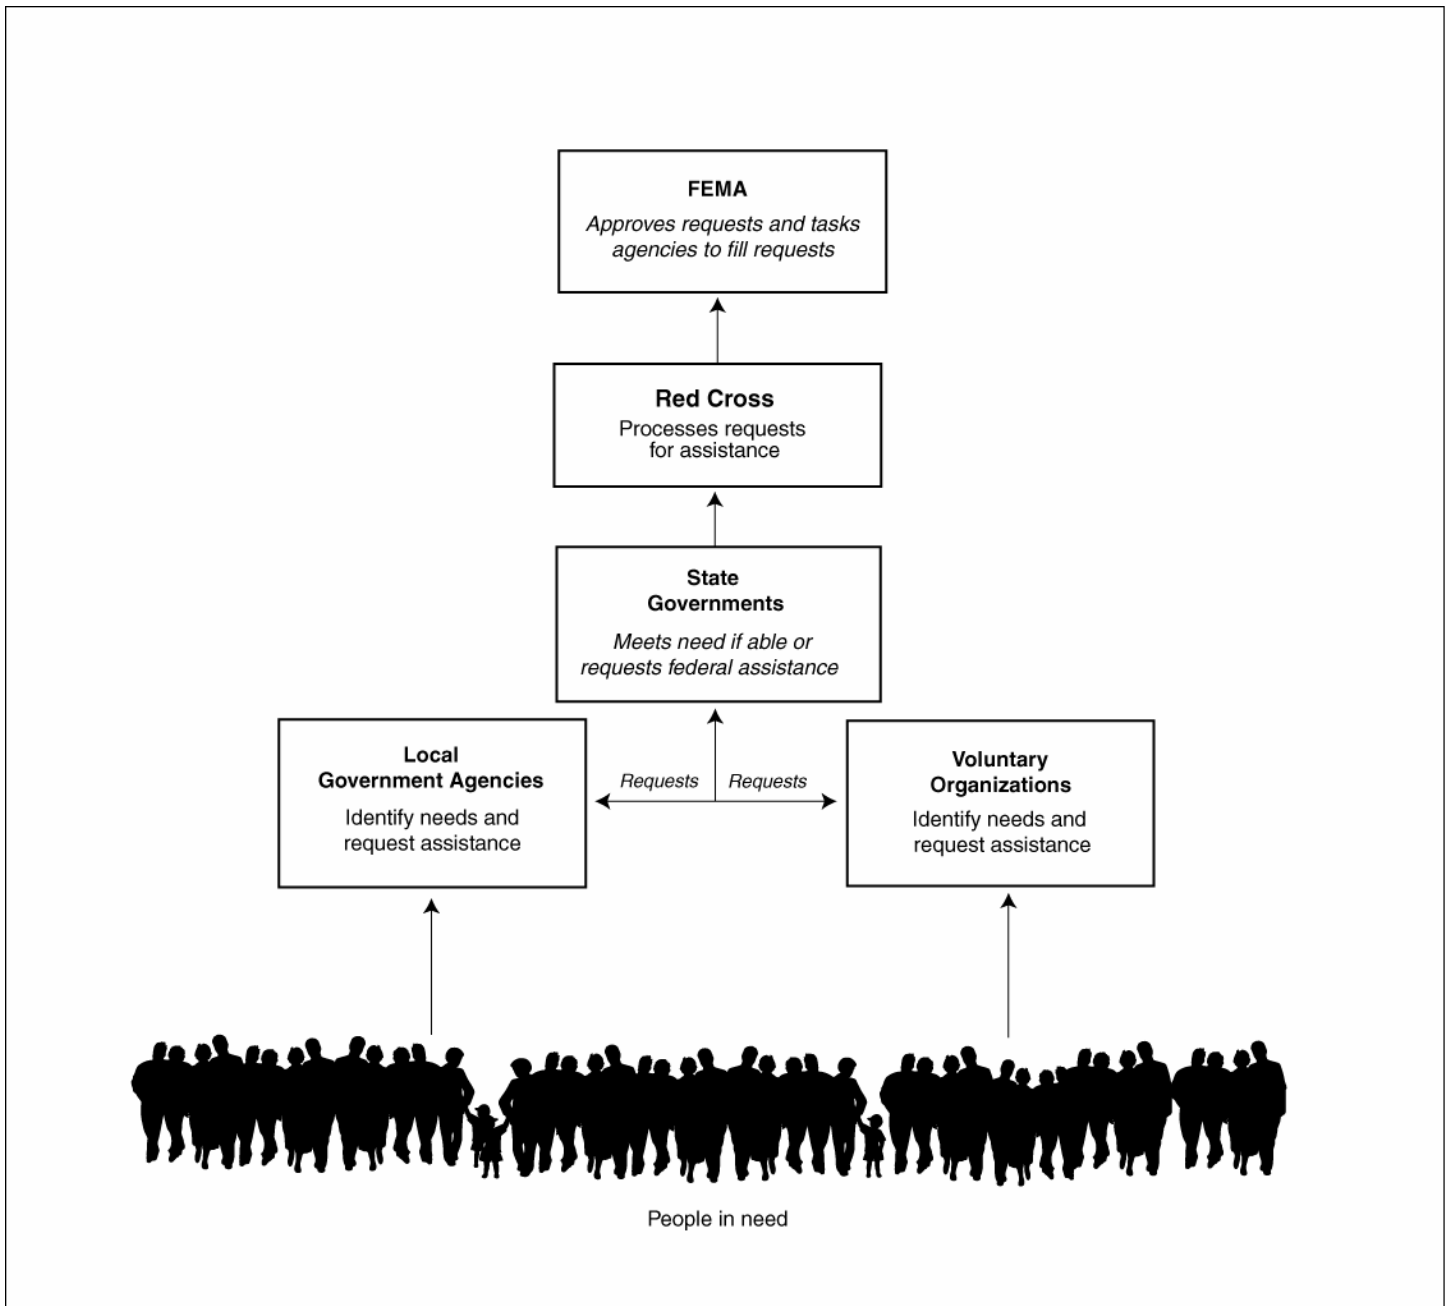 FEMA
Approves requests and tasks
agencies to fill requests
Red Cross
Processes requests
for assistance
State
Governments
Meets need if able or
requests federal assistance
Local
Government Agencies
Identify needs and
request assistance
Requests
Requests
Voluntary
Organizations
Identify needs and
request assistance
People in need